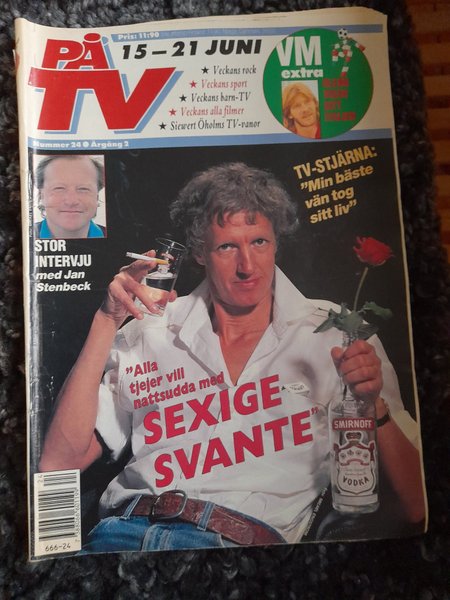 Pris: 11:90
PÅ
TV
15 – 21 JUNI
★ Veckans rock
★ Veckans sport
★ Veckans barn-TV
★ Veckans alla filmer
★ Siewert Öholms TV-vanor
VM
extra
Nummer 24 ● Årgång 2
TV-STJÄRNA:
"Min bäste
vän tog
sitt liv"
STOR
INTERVJU
med Jan
Stenbeck
"Alla
tjejer vill
nattsudda med
SEXIGE
SVANTE"
SMIRNOFF
VODKA
24
666-24